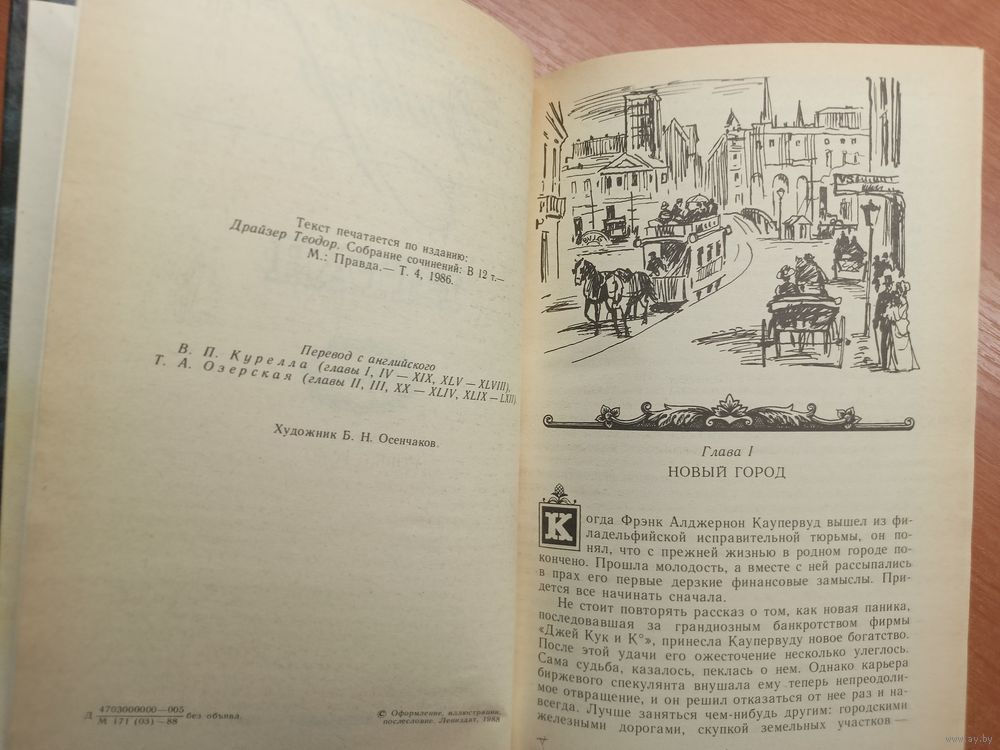 Текст печатается по изданию:
Драйзер Теодор. Собрание сочинений: В 12 т.—
М.: Правда.— Т. 4, 1986.
Перевод с английского
В. П. Курелла (главы I, IV — XIX, XLV — XLVIII),
Т. А. Озерская (главы II, III, XX — XLIV, XLIX — LXII).
Художник Б. Н. Осенчаков.
Д 4703000000—005 без объявл.
М 171 (03)—88
© Оформление, иллюстрации,
послесловие. Лениздат, 1988
Глава I
НОВЫЙ ГОРОД
Когда Фрэнк Алджернон Каупервуд вышел из фи-
ладельфийской исправительной тюрьмы, он по-
нял, что с прежней жизнью в родном городе по-
кончено. Прошла молодость, а вместе с ней рассыпались
в прах его первые дерзкие финансовые замыслы. При-
дется все начинать сначала.
Не стоит повторять рассказ о том, как новая паника,
последовавшая за грандиозным банкротством фирмы
«Джей Кук и К°», принесла Каупервуду новое богатство.
После этой удачи его ожесточение несколько улеглось.
Сама судьба, казалось, пеклась о нем. Однако карьера
биржевого спекулянта внушала ему теперь непреодоли-
мое отвращение, и он решил отказаться от нее раз и на-
всегда. Лучше заняться чем-нибудь другим: городскими
железными дорогами, скупкой земельных участков —
www.ay.by